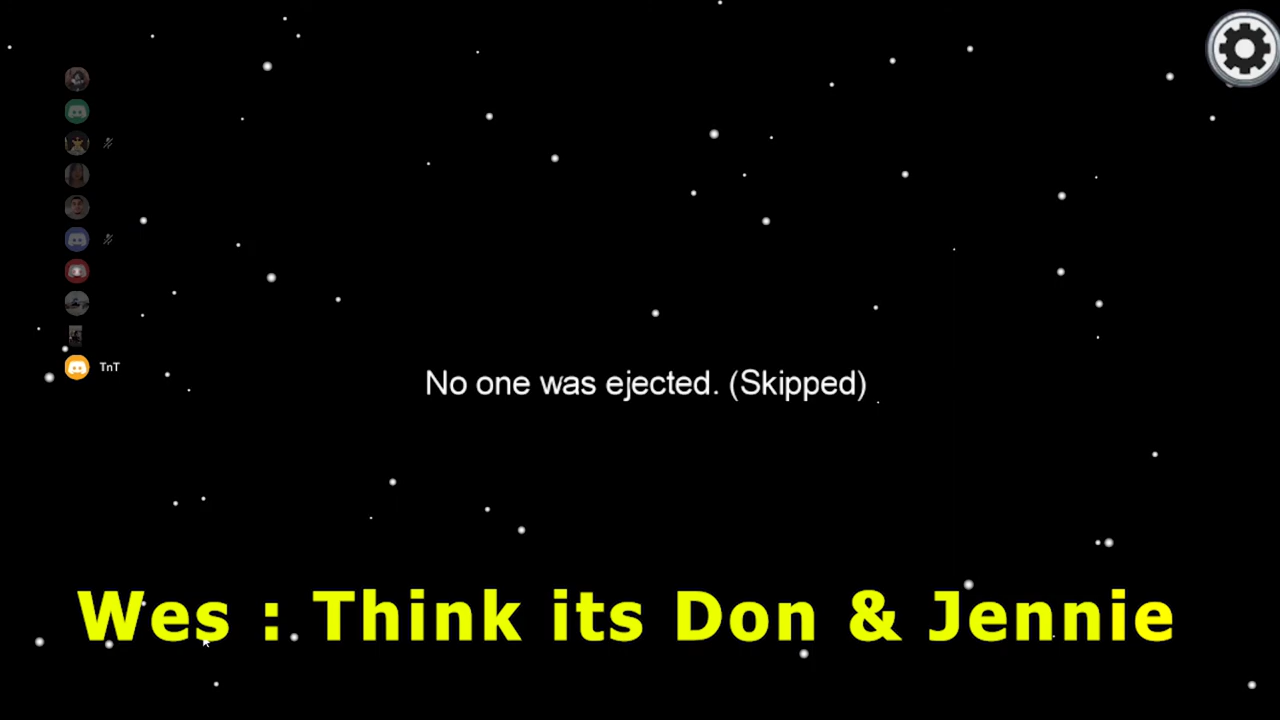 TnT
No one was ejected. (Skipped)
Wes : Think its Don & Jennie